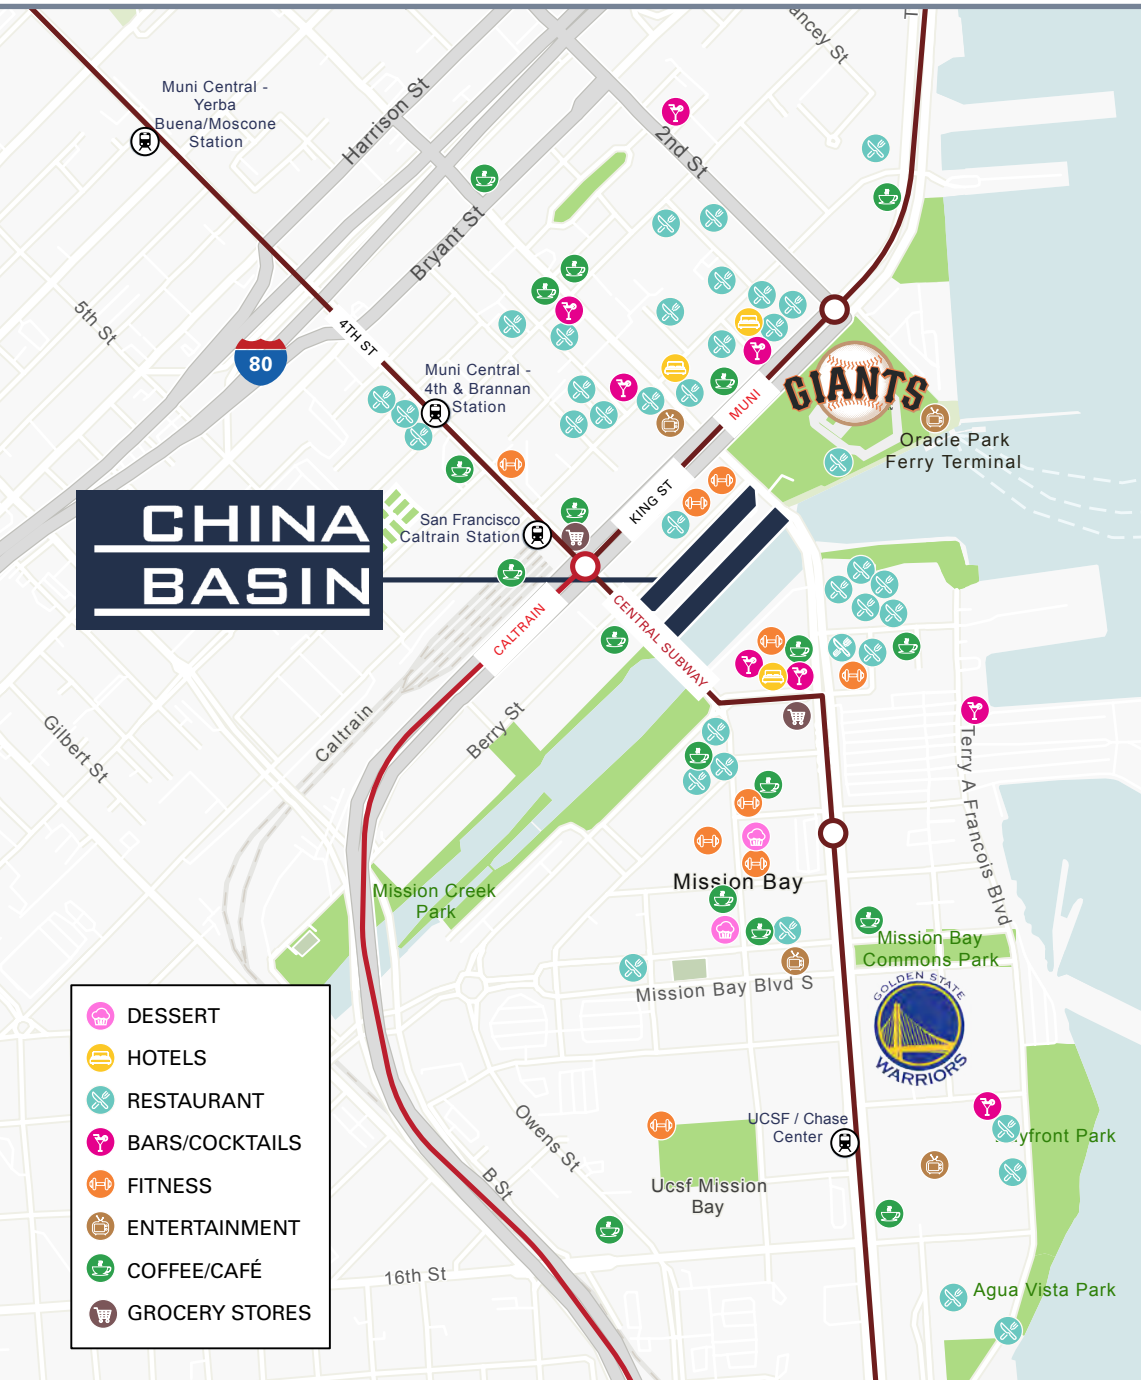 T
ancey St
Muni Central -
Yerba
Buena/Moscone
Station
Harrison St
2nd St
Bryant St
5th St
4TH ST
80
Muni Central -
4th & Brannan
Station
MUNI
GIANTS
Oracle Park
Ferry Terminal
KING ST
CHINA
BASIN
San Francisco
Caltrain Station
CALTRAIN
CENTRAL SUBWAY
Gilbert St
Caltrain
Berry St
Terry A Francois Blvd
Mission Creek
Park
Mission Bay
Mission Bay
Commons Park
Mission Bay Blvd S
GOLDEN STATE
WARRIORS
DESSERT
HOTELS
RESTAURANT
BARS/COCKTAILS
FITNESS
ENTERTAINMENT
COFFEE/CAFÉ
GROCERY STORES
Owens St
B St
UCSF / Chase
Center
yfront Park
Ucsf Mission
Bay
16th St
Agua Vista Park